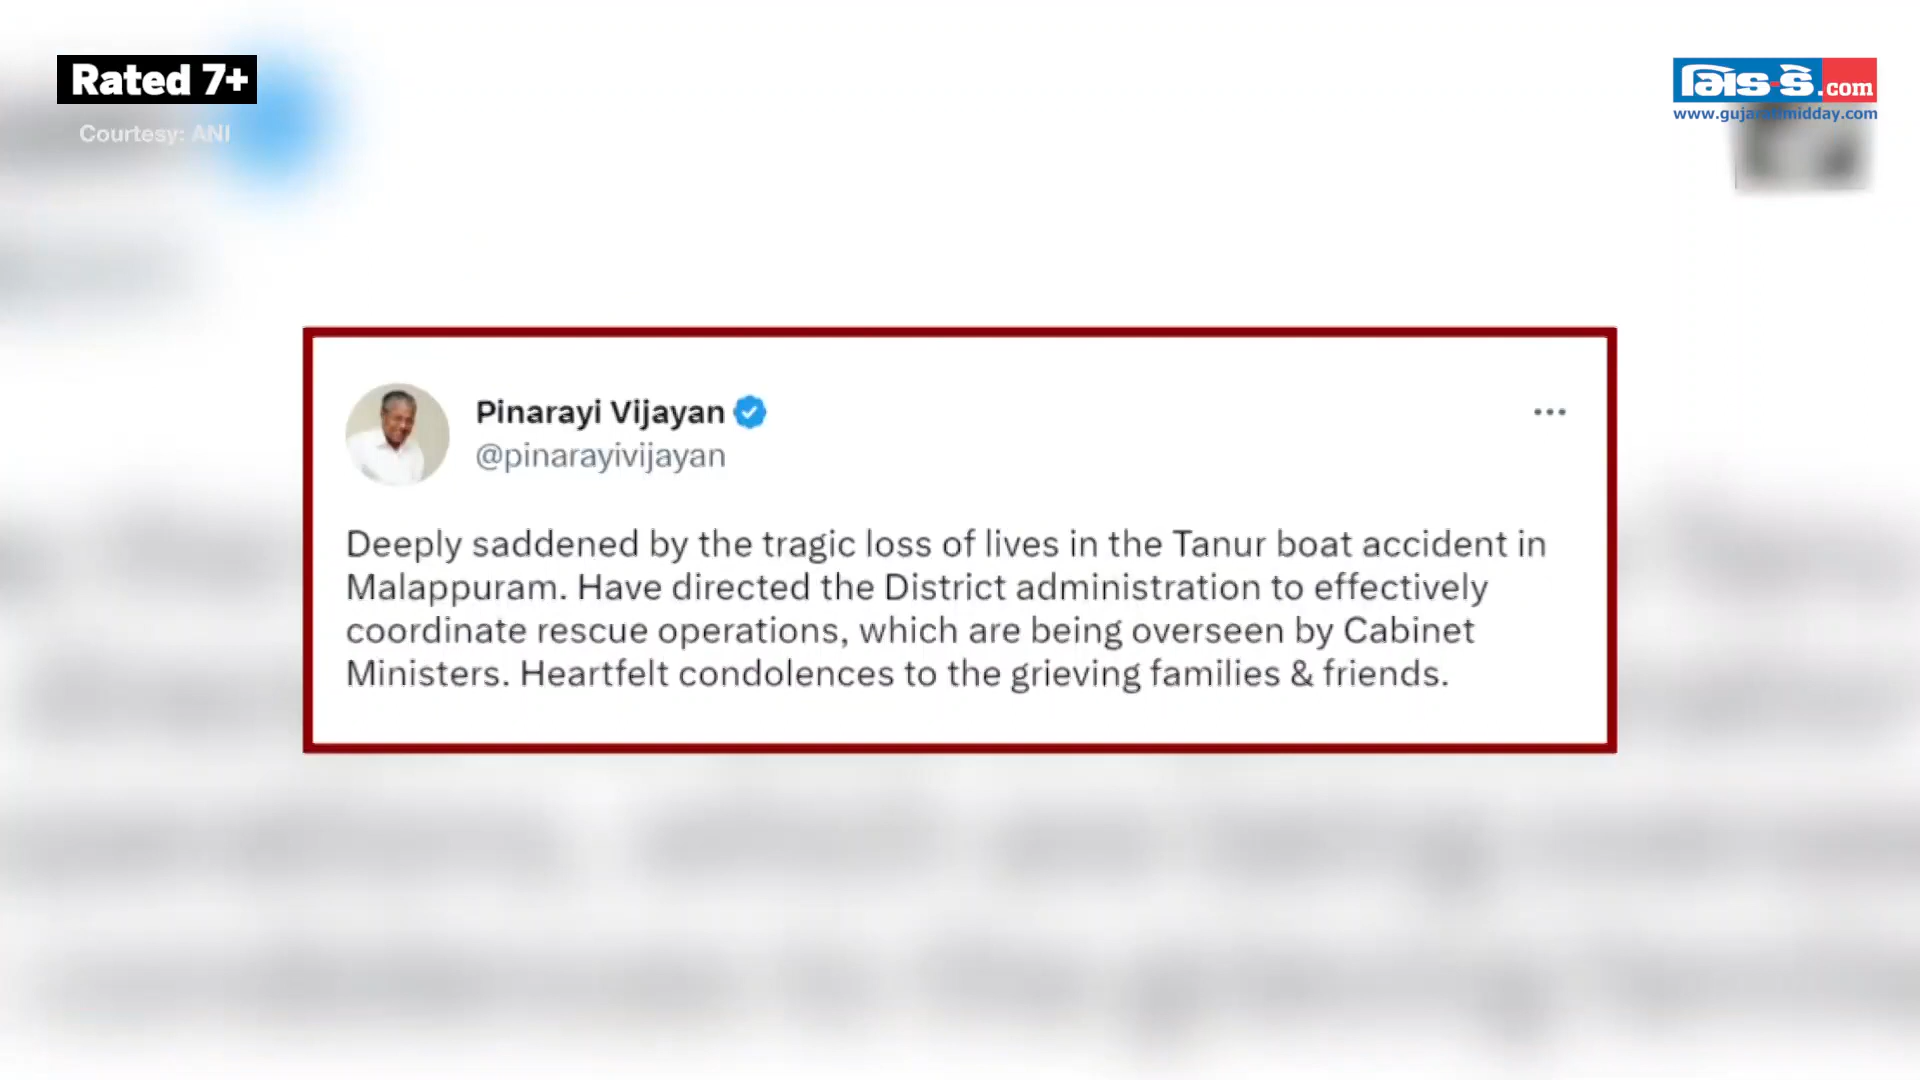 Rated 7+
Courtesy: ANI
મિડ-ડે.com
www.gujaratimidday.com
Pinarayi Vijayan
@pinarayivijayan
Deeply saddened by the tragic loss of lives in the Tanur boat accident in
Malappuram. Have directed the District administration to effectively
coordinate rescue operations, which are being overseen by Cabinet
Ministers. Heartfelt condolences to the grieving families & friends.